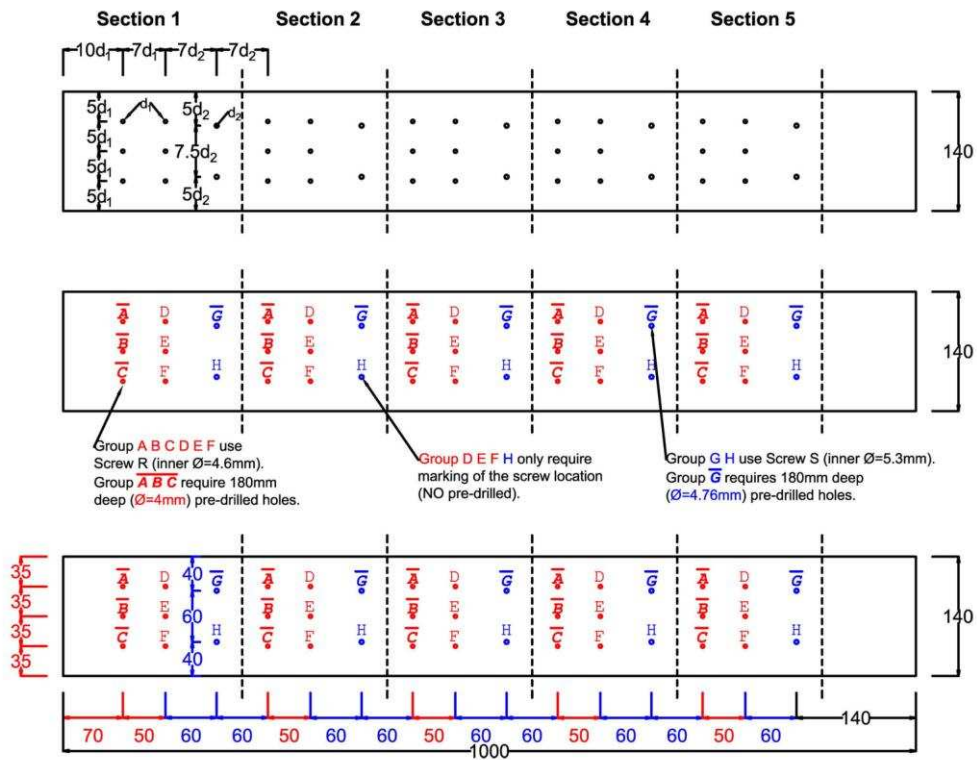 Section 1 Section 2 Section 3 Section 4 Section 5
10d₁ 7d₁ 7d₂ 7d₂
5d₁ d₁ 5d₂ d₂
5d₁ 7.5d₂ 140
5d₁
5d₁ 5d₂
A D G A D G A D G A D G A D G
B E B E B E B E B E 140
C F H C F H C F H C F H C F H
Group A B C D E F use
Screw R (inner Ø=4.6mm).
Group A B C require 180mm
deep (Ø=4mm) pre-drilled holes.
Group D E F H only require
marking of the screw location
(NO pre-drilled).
Group G H use Screw S (inner Ø=5.3mm).
Group G requires 180mm deep
(Ø=4.76mm) pre-drilled holes.
35 A D 40 G A D G A D G A D G A D G
35 B E 60 B E B E B E B E 140
35 C F H C F H C F H C F H C F H
35 40
140
70 50 60 60 50 60 60 50 60 60 50 60 60 50 60
1000